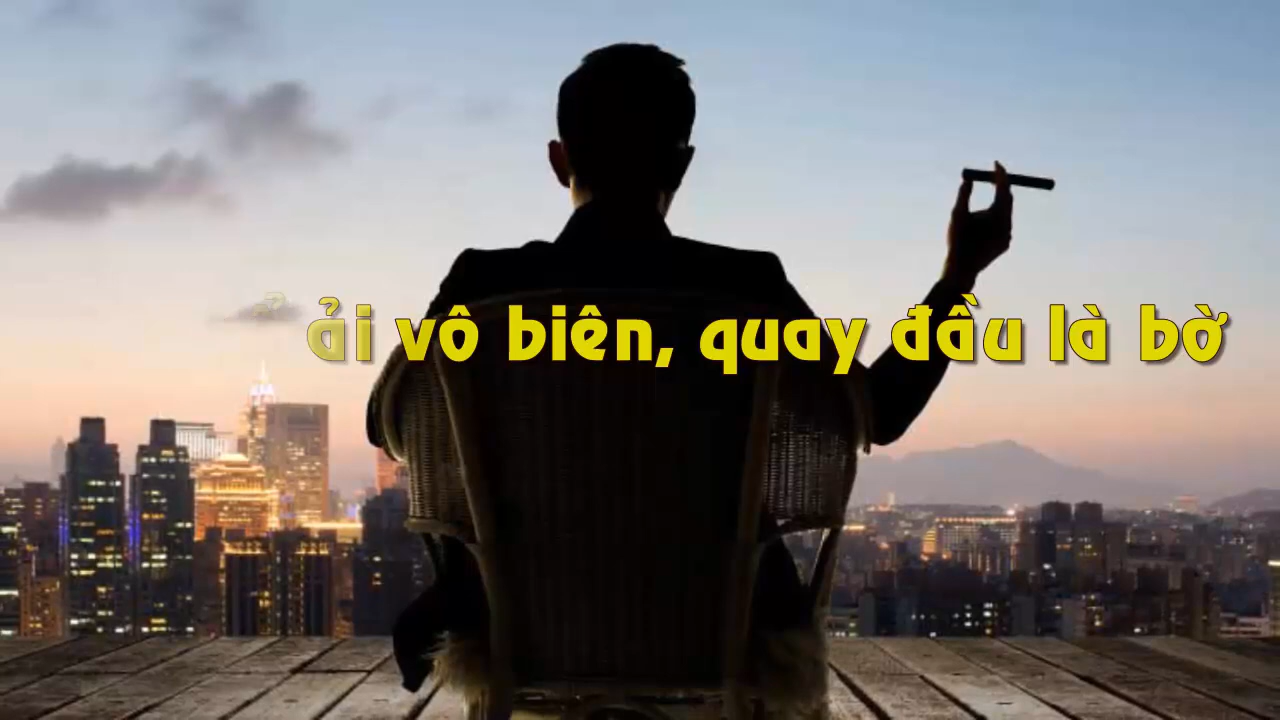 ải vô biên, quay đầu là bờ